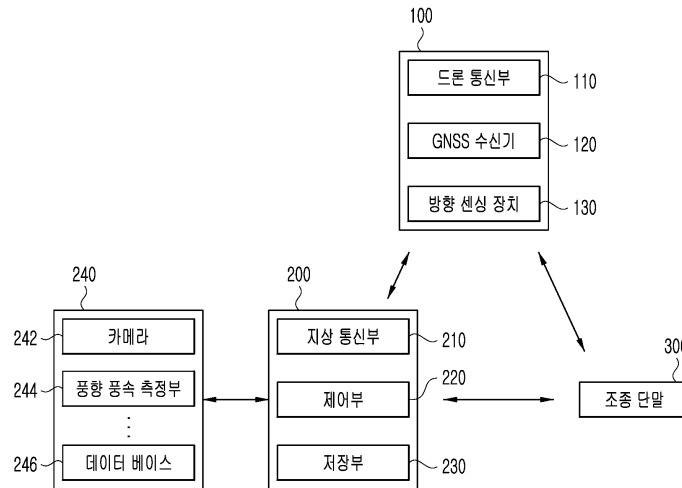 100
드론 통신부
110
GNSS 수신기
120
방향 센싱 장치
130
240
200
242
카메라
지상 통신부
210
300
244
풍향 풍속 측정부
제어부
220
조종 단말
246
데이터 베이스
저장부
230